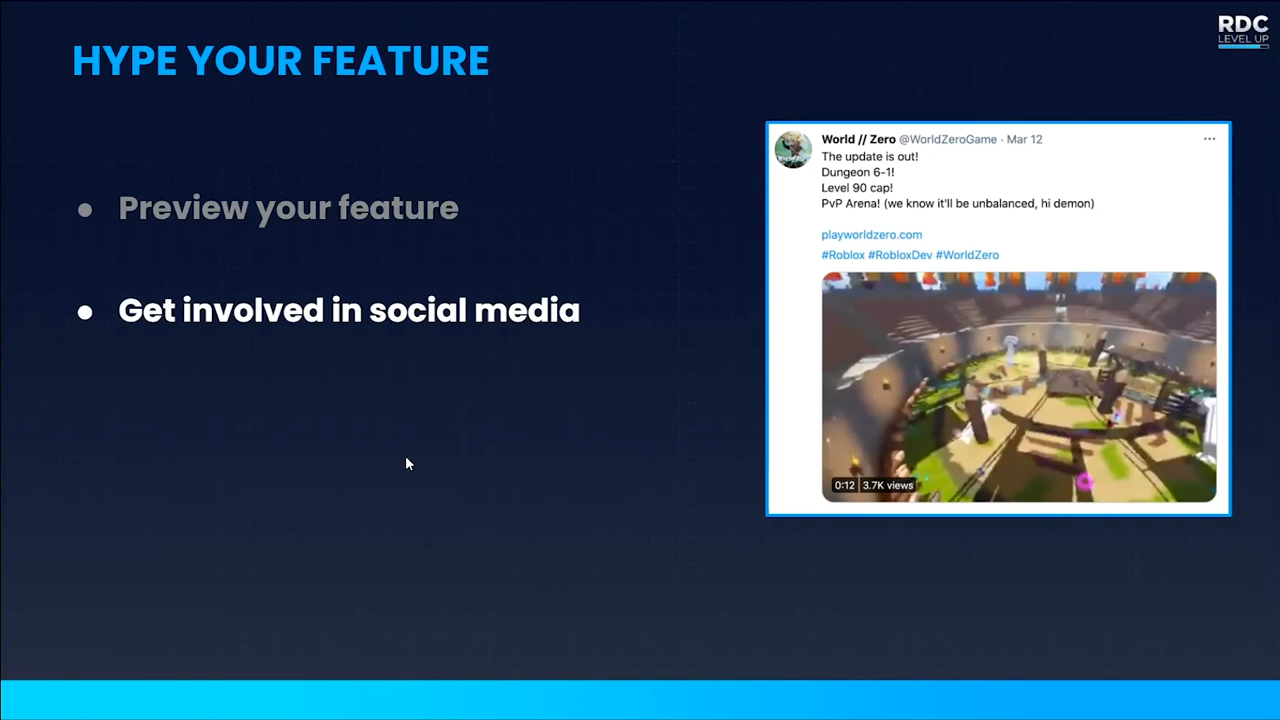 RDC
LEVEL UP
HYPE YOUR FEATURE
● Preview your feature
● Get involved in social media
World // Zero @WorldZeroGame · Mar 12
The update is out!
Dungeon 6-1!
Level 90 cap!
PvP Arena! (we know it'll be unbalanced, hi demon)
playworldzero.com
#Roblox #RobloxDev #WorldZero
0:12 3.7K views